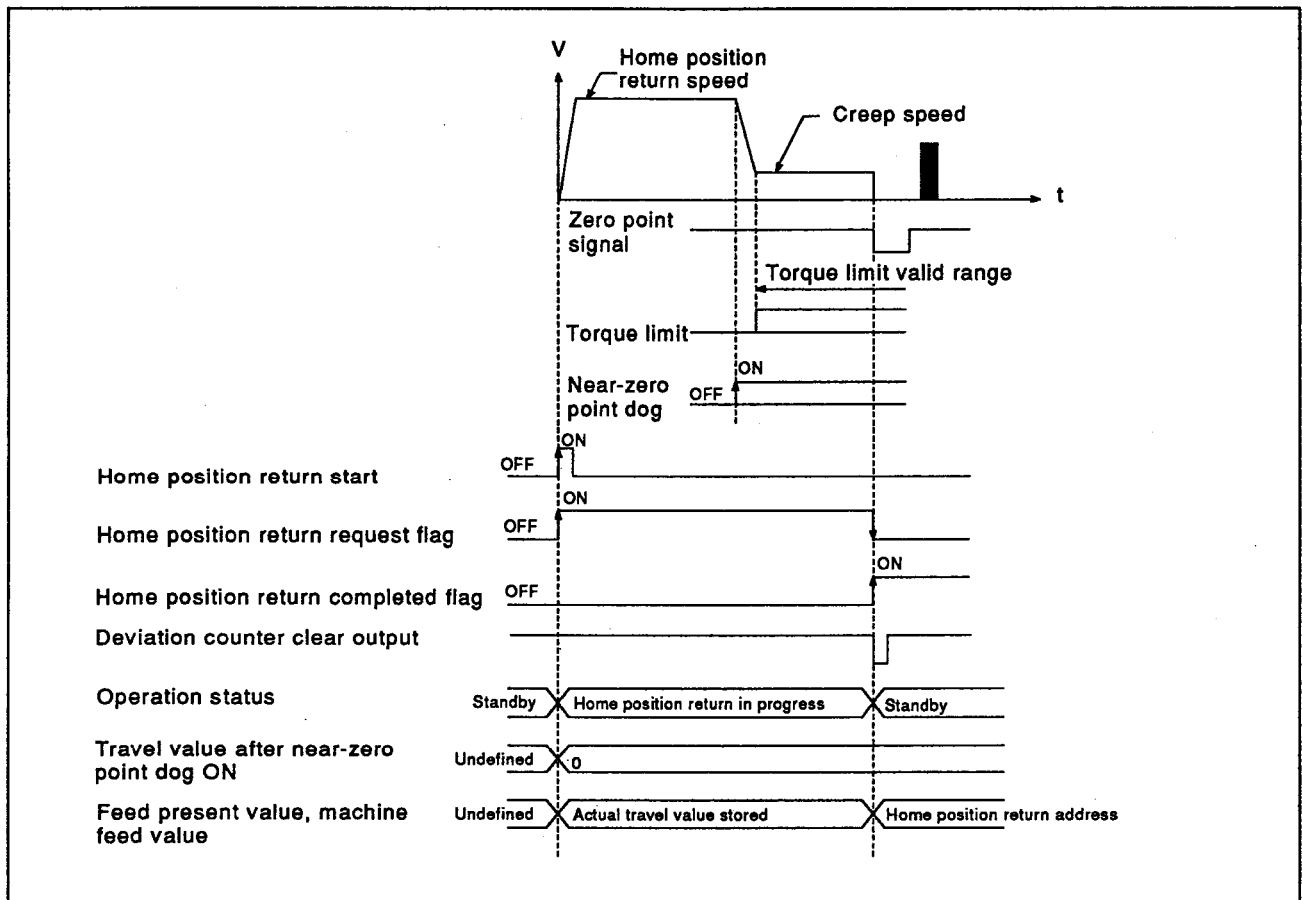 V
Home position
return speed
Creep speed
t
Zero point
signal
Torque limit valid range
Torque limit
ON
Near-zero
point dog
OFF
ON
OFF
Home position return start
ON
OFF
Home position return request flag
ON
OFF
Home position return completed flag
Deviation counter clear output
Operation status
Standby
Home position return in progress
Standby
Travel value after near-zero
point dog ON
Undefined
0
Feed present value, machine
feed value
Undefined
Actual travel value stored
Home position return address